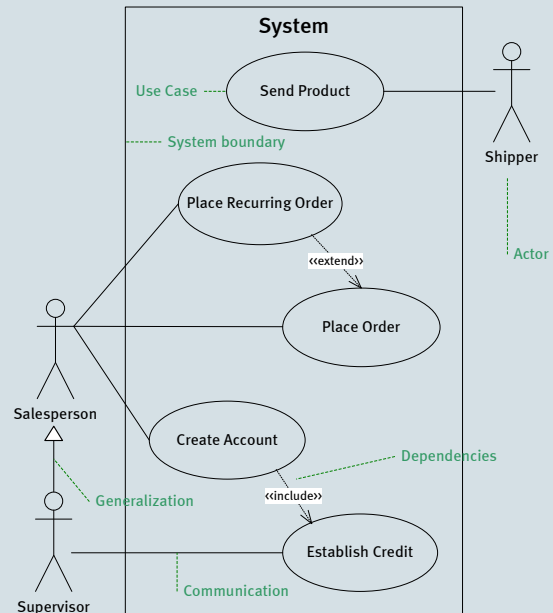 System
Use Case
Send Product
System boundary
Shipper
Place Recurring Order
Actor
<<extend>>
Place Order
Salesperson
Create Account
Dependencies
<<include>>
Generalization
Establish Credit
Communication
Supervisor